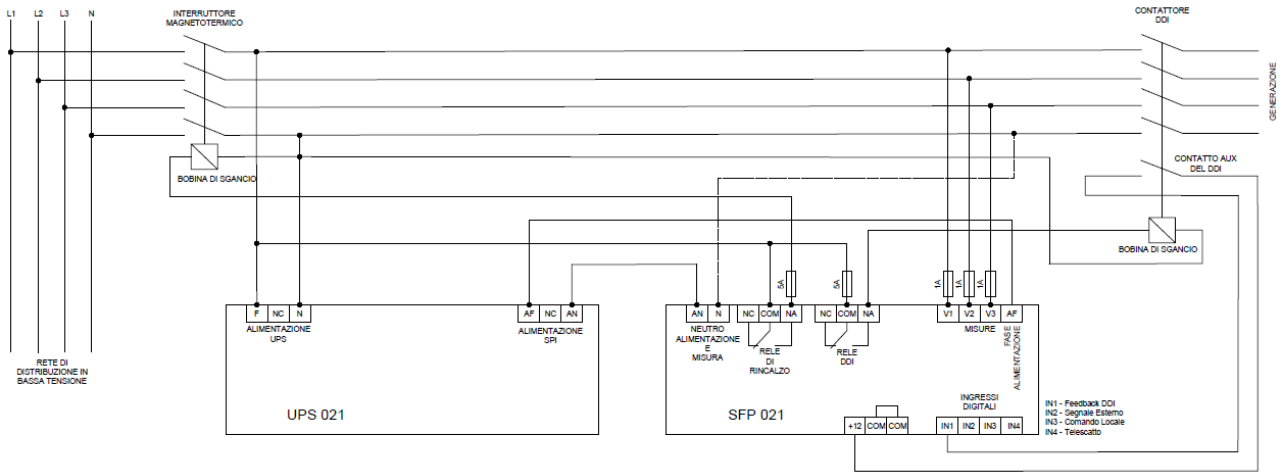 L1 L2 L3 N
INTERRUTTORE
MAGNETOTERMICO
CONTATTORE
DDI
GENERAZIONE
BOBINA DI SGANCIO
CONTATTO AUX
DEL DDI
BOBINA DI SGANCIO
5A
5A
1A
1A
1A
F NC N
ALIMENTAZIONE
UPS
AF NC AN
ALIMENTAZIONE
SPI
AN N
NEUTRO
ALIMENTAZIONE
E
MISURA
NC COM NA
RELE
DI
RINCALZO
NC COM NA
RELE
DDI
V1 V2 V3 AF
MISURE
FASE
ALIMENTAZIONE
RETE DI
DISTRIBUZIONE IN
BASSA TENSIONE
UPS 021
SFP 021
INGRESSI
DIGITALI
+12 COM COM
IN1 IN2 IN3 IN4
IN1 - Feedback DDI
IN2 - Segnale Esterno
IN3 - Comando Locale
IN4 - Telescatto